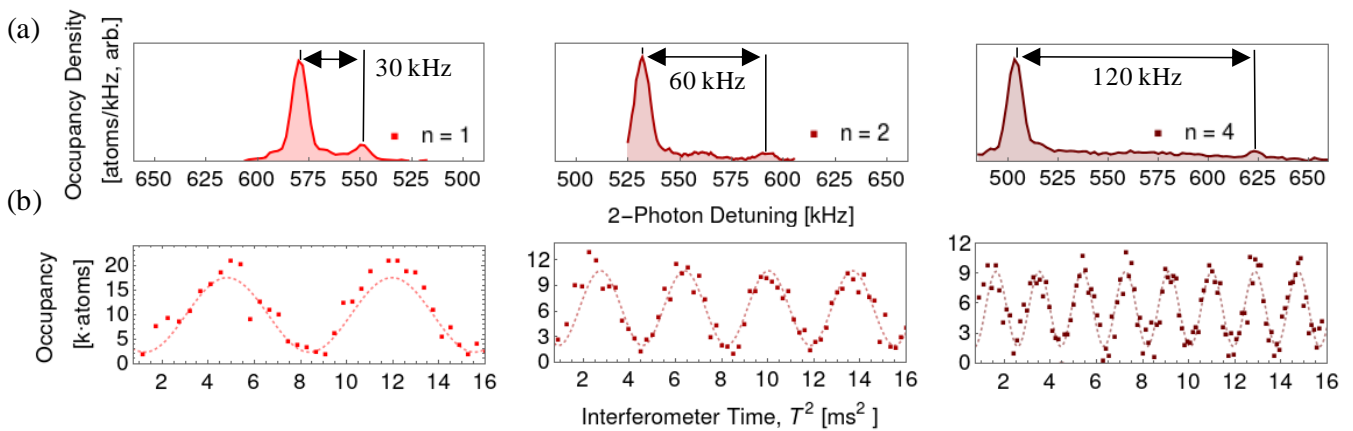 (a)
Occupancy Density
[atoms/kHz, arb.]
30 kHz
60 kHz
120 kHz
n = 1
n = 2
n = 4
650 625 600 575 550 525 500
500 525 550 575 600 625 650
500 525 550 575 600 625 650
2-Photon Detuning [kHz]
(b)
Occupancy
[k·atoms]
20
15
10
5
0
12
9
6
3
0
12
9
6
3
0
2 4 6 8 10 12 14 16
2 4 6 8 10 12 14 16
2 4 6 8 10 12 14 16
Interferometer Time, T² [ms² ]